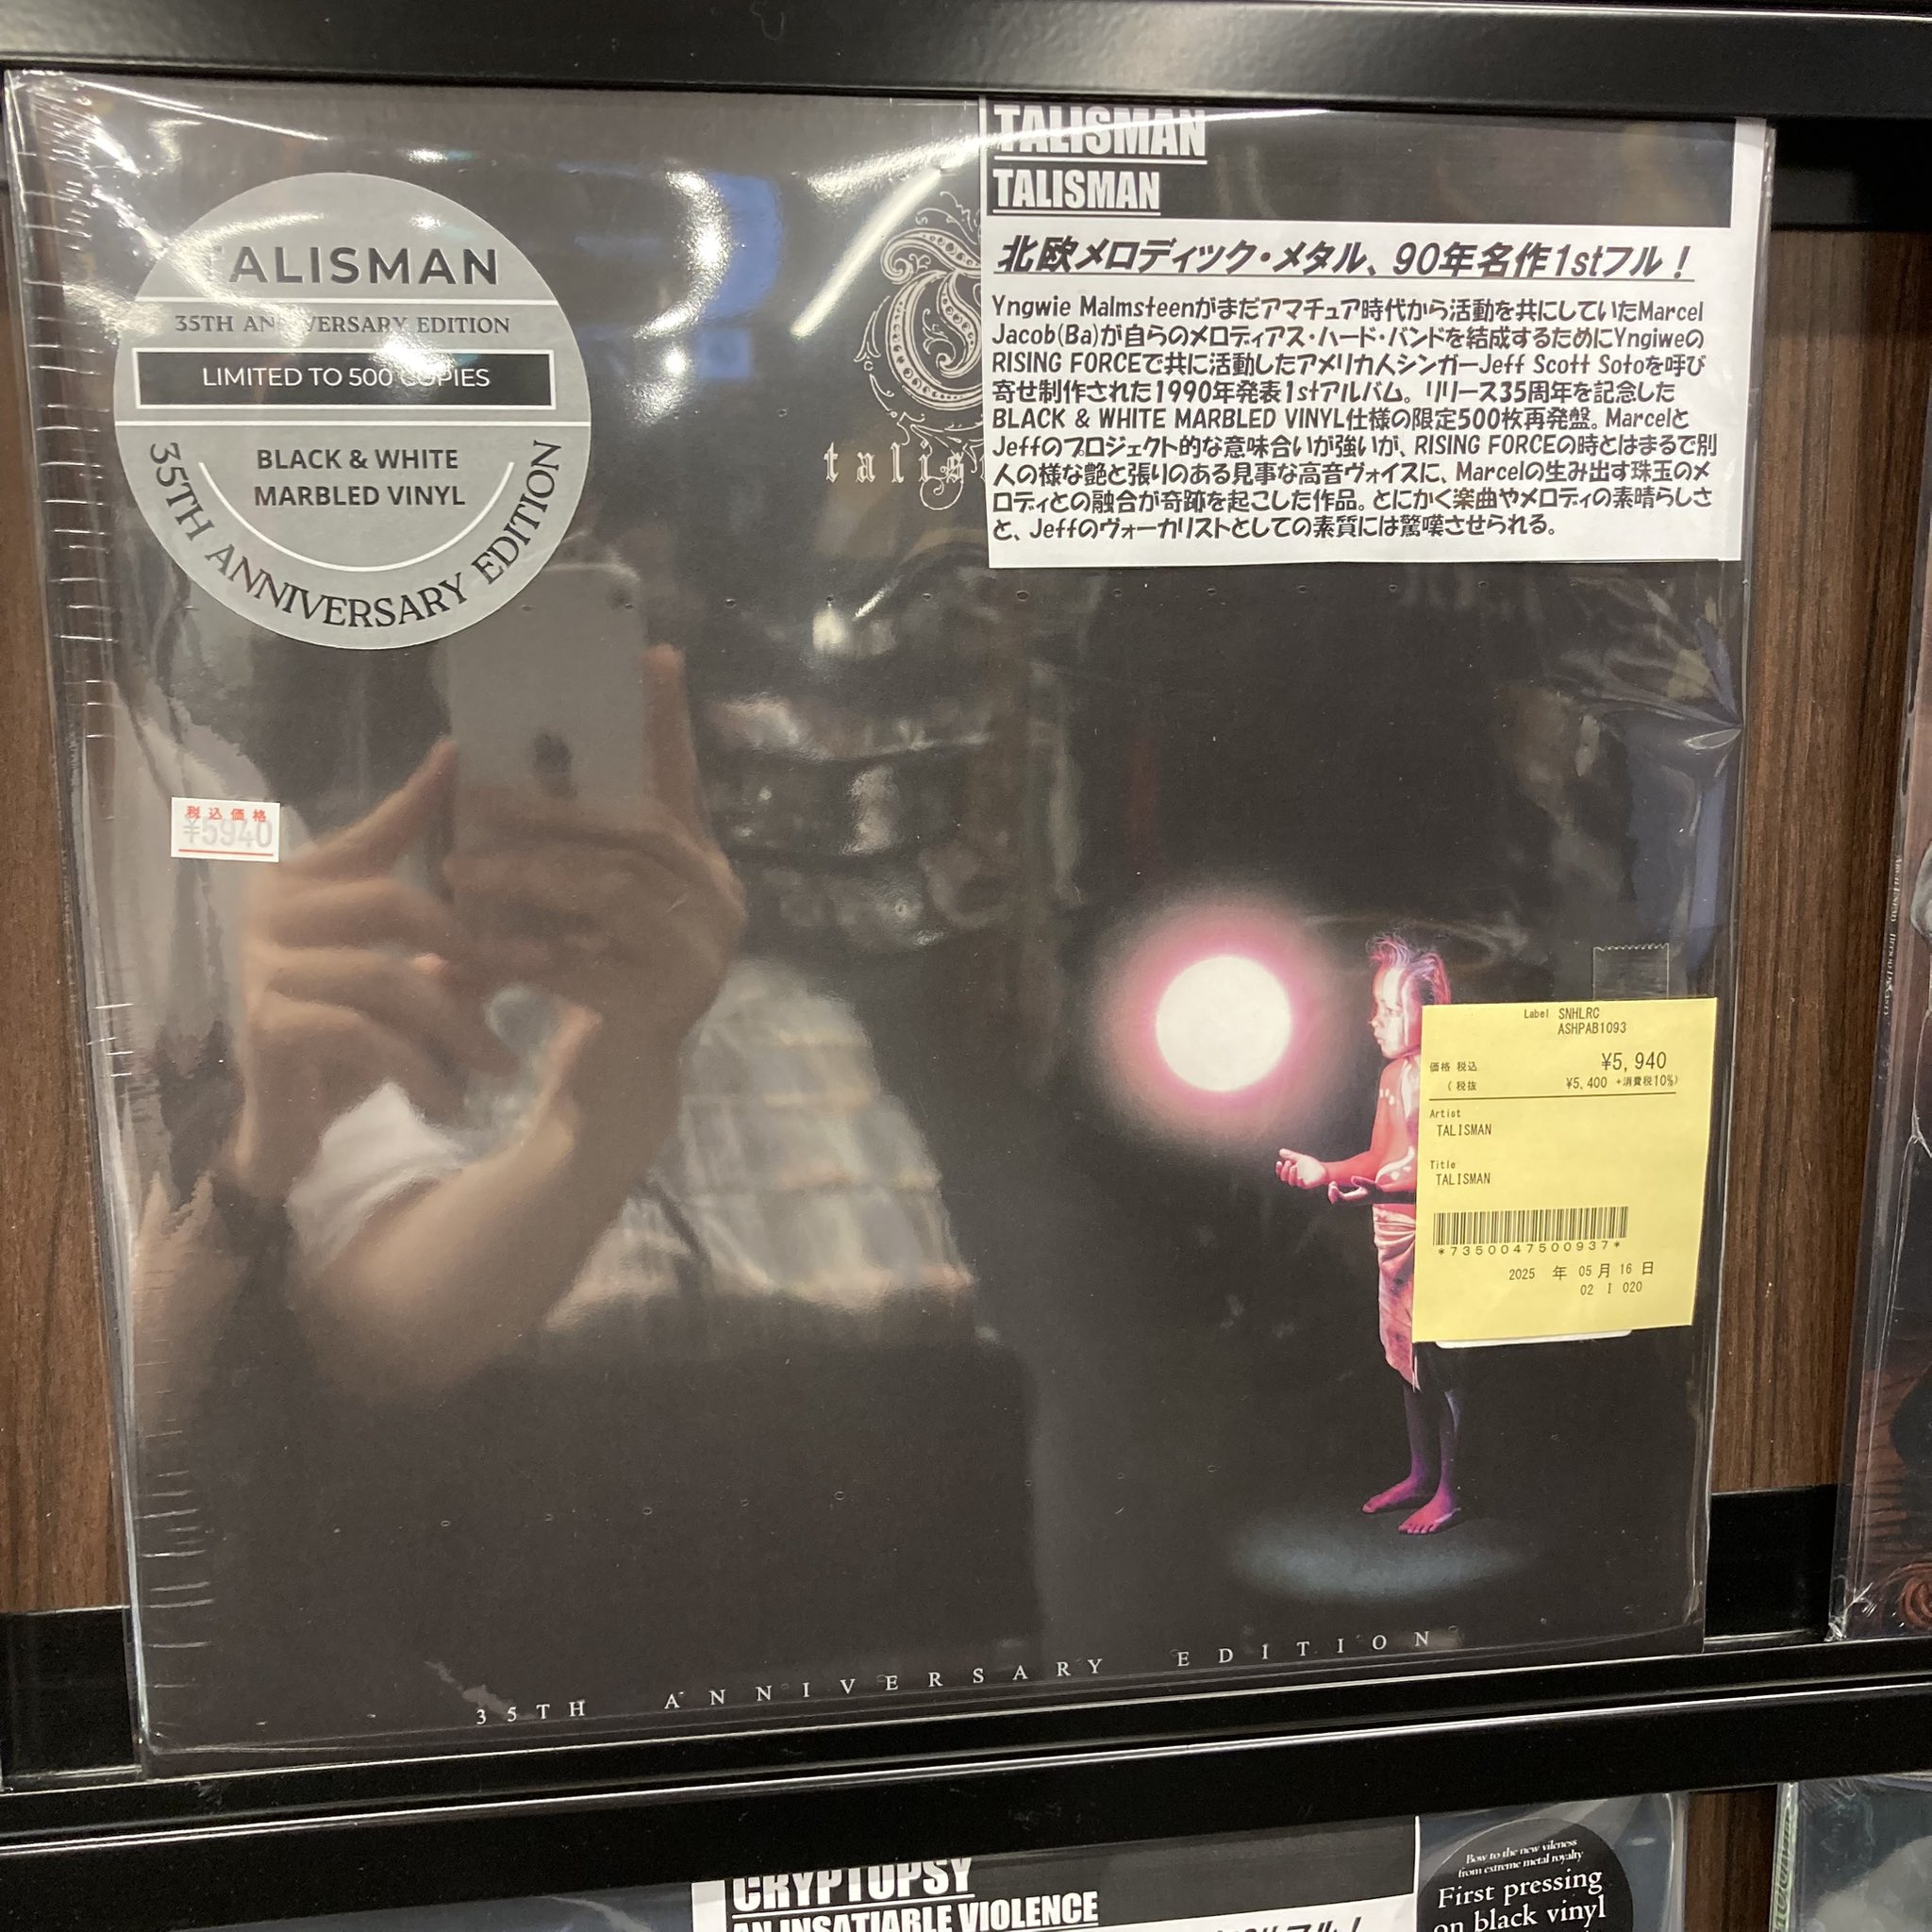 TALISMAN
35TH ANNIVERSARY EDITION
LIMITED TO 500 COPIES
BLACK & WHITE
MARBLED VINYL
35TH ANNIVERSARY EDITION
TALISMAN
TALISMAN
北欧メロディック・メタル、90年名作1stフル！
Yngwie Malmsteenがまだアマチュア時代から活動を共にしていたMarcel
Jacob(Ba)が自らのメロディアス・ハード・バンドを結成するためにYngiweの
RISING FORCEで共に活動したアメリカ人シンガーJeff Scott Sotoを呼び
寄せ制作された1990年発表1stアルバム。リリース35周年を記念した
BLACK & WHITE MARBLED VINYL仕様の限定500枚再発盤。Marcelと
Jeffのプロジェクト的な意味合いが強いが、RISING FORCEの時とはまるで別
人の様な艶と張りのある見事な高音ヴォイスに、Marcelの生み出す珠玉のメ
ロディとの融合が奇跡を起こした作品。とにかく楽曲やメロディの素晴らしさ
と、Jeffのヴォーカリストとしての素質には驚嘆させられる。
税込価格
¥5940
Label SNHLRC
ASHPAB1093
価格 税込 ¥5,940
(税抜 ¥5,400 +消費税10%)
Artist
TALISMAN
Title
TALISMAN
*7350047500937*
2025 年 05 月 16 日
02 I 020
35TH ANNIVERSARY EDITION
CRYPTOPSY
AN INSATIABLE VIOLENCE
Bow to the new vileness
from extreme metal royalty
First pressing
on black vinyl